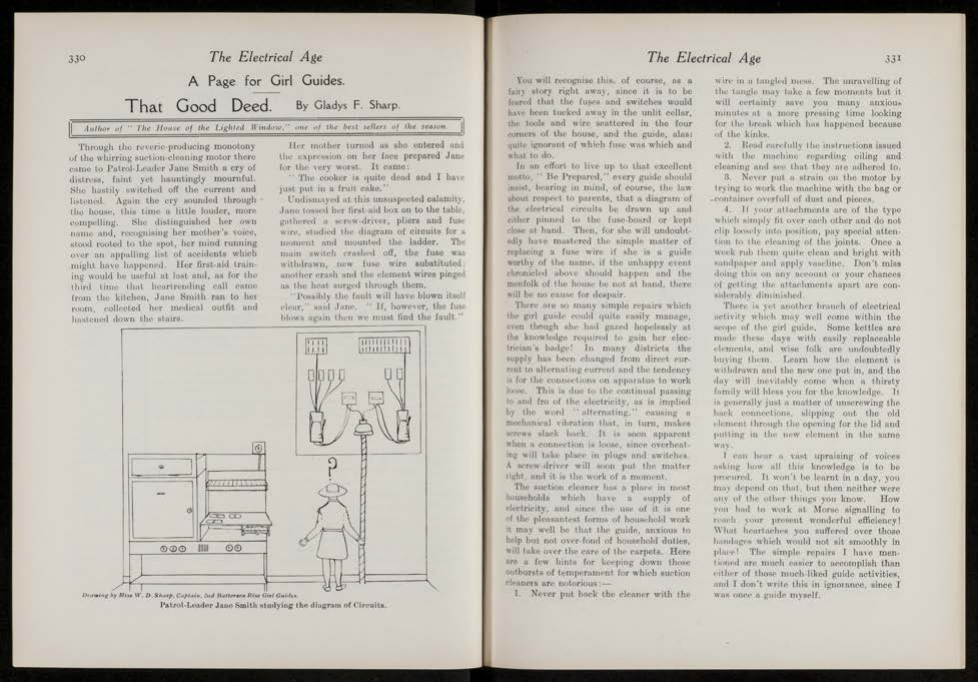 330
The Electrical Age
A Page for Girl Guides.
That Good Deed. By Gladys F. Sharp.
Author of "The House of the Lighted Window," one of the best sellers of the season.
Through the reverie-producing monotony
of the whirring suction-cleaning motor there
came to Patrol-Leader Jane Smith a cry of
distress, faint yet hauntingly mournful.
She hastily switched off the current and
listened. Again the cry sounded through
the house, this time a little louder, more
compelling. She distinguished her own
name and, recognising her mother's voice,
stood rooted to the spot, her mind running
over an appalling list of accidents which
might have happened. Her first-aid train-
ing would be useful at last and, as for the
third time that heartrending call came
from the kitchen, Jane Smith ran to her
room, collected her medical outfit and
hastened down the stairs.
Her mother turned as she entered and
the expression on her face prepared Jane
for the very worst. It came:
"The cooker is quite dead and I have
just put in a fruit cake."
Undismayed at this unsuspected calamity,
Jane tossed her first-aid box on to the table,
gathered a screw-driver, pliers and fuse
wire, studied the diagram of circuits for a
moment and mounted the ladder. The
main switch crashed off, the fuse was
withdrawn, new fuse wire substituted;
another crash and the element wires pinged
as the heat surged through them.
"Possibly the fault will have blown itself
clear," said Jane. "If, however, the fuse
blows again then we must find the fault."
?
Drawing by Miss W. D. Sharp, Captain, 2nd Battersea Rise Girl Guides.
Patrol-Leader Jane Smith studying the diagram of Circuits.
The Electrical Age
331
You will recognise this, of course, as a
fairy story right away, since it is to be
feared that the fuses and switches would
have been tucked away in the unlit cellar,
the tools and wire scattered in the four
corners of the house, and the guide, alas!
quite ignorant of which fuse was which and
what to do.
In an effort to live up to that excellent
motto, "Be Prepared," every guide should
insist, bearing in mind, of course, the law
about respect to parents, that a diagram of
the electrical circuits be drawn up and
either pinned to the fuse-board or kept
close at hand. Then, for she will undoubt-
edly have mastered the simple matter of
replacing a fuse wire if she is a guide
worthy of the name, if the unhappy event
chronicled above should happen and the
menfolk of the house be not at hand, there
will be no cause for despair.
There are so many simple repairs which
the girl guide could quite easily manage,
even though she had gazed hopelessly at
the knowledge required to gain her elec-
trician's badge! In many districts the
supply has been changed from direct cur-
rent to alternating current and the tendency
is for the connections on apparatus to work
loose. This is due to the continual passing
to and fro of the electricity, as is implied
by the word "alternating," causing a
mechanical vibration that, in turn, makes
screws slack back. It is soon apparent
when a connection is loose, since overheat-
ing will take place in plugs and switches.
A screw-driver will soon put the matter
right, and it is the work of a moment.
The suction cleaner has a place in most
households which have a supply of
electricity, and since the use of it is one
of the pleasantest forms of household work
it may well be that the guide, anxious to
help but not over-fond of household duties,
will take over the care of the carpets. Here
are a few hints for keeping down those
outbursts of temperament for which suction
cleaners are notorious:—
1. Never put back the cleaner with the
wire in a tangled mess. The unravelling of
the tangle may take a few moments but it
will certainly save you many anxious
minutes at a more pressing time looking
for the break which has happened because
of the kinks.
2. Read carefully the instructions issued
with the machine regarding oiling and
cleaning and see that they are adhered to.
3. Never put a strain on the motor by
trying to work the machine with the bag or
container overfull of dust and pieces.
4. If your attachments are of the type
which simply fit over each other and do not
clip loosely into position, pay special atten-
tion to the cleaning of the joints. Once a
week rub them quite clean and bright with
sandpaper and apply vaseline. Don't miss
doing this on any account or your chances
of getting the attachments apart are con-
siderably diminished.
There is yet another branch of electrical
activity which may well come within the
scope of the girl guide. Some kettles are
made these days with easily replaceable
elements, and wise folk are undoubtedly
buying them. Learn how the element is
withdrawn and the new one put in, and the
day will inevitably come when a thirsty
family will bless you for the knowledge. It
is generally just a matter of unscrewing the
back connections, slipping out the old
element through the opening for the lid and
putting in the new element in the same
way.
I can hear a vast upraising of voices
asking how all this knowledge is to be
procured. It won't be learnt in a day, you
may depend on that, but then neither were
any of the other things you know. How
you had to work at Morse signalling to
reach your present wonderful efficiency!
What heartaches you suffered over those
bandages which would not sit smoothly in
place! The simple repairs I have men-
tioned are much easier to accomplish than
either of those much-liked guide activities,
and I don't write this in ignorance, since I
was once a guide myself.